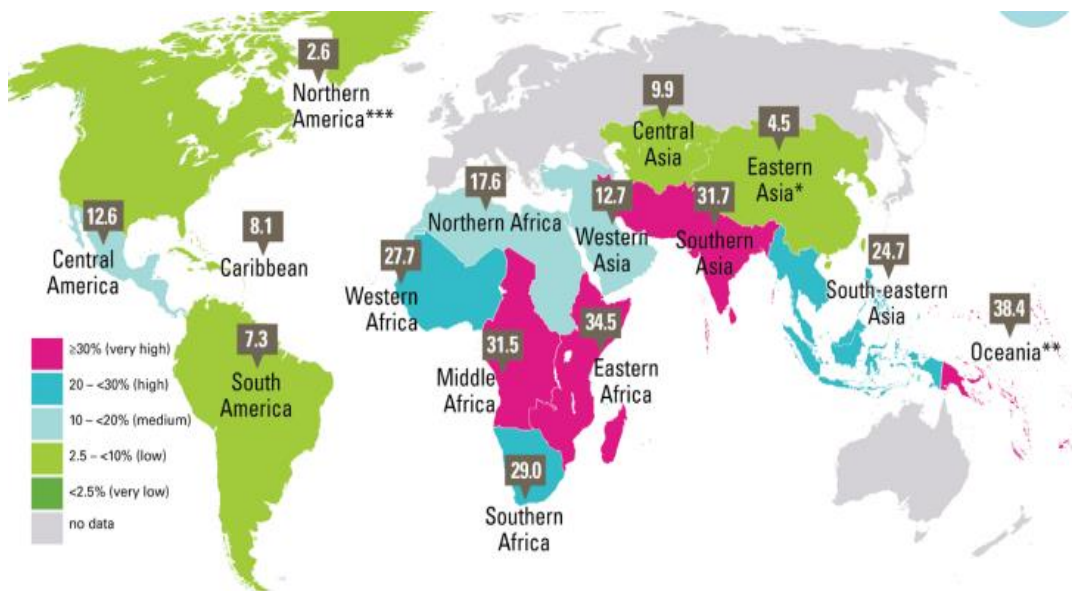 2.6
Northern
America***
9.9
Central
Asia
4.5
Eastern
Asia*
17.6
Northern Africa
12.7
Western
Asia
31.7
Southern
Asia
12.6
Central
America
8.1
Caribbean
27.7
Western
Africa
24.7
South-eastern
Asia
34.5
Eastern
Africa
38.4
Oceania**
7.3
South
America
31.5
Middle
Africa
29.0
Southern
Africa
≥30% (very high)
20 – <30% (high)
10 – <20% (medium)
2.5 – <10% (low)
<2.5% (very low)
no data